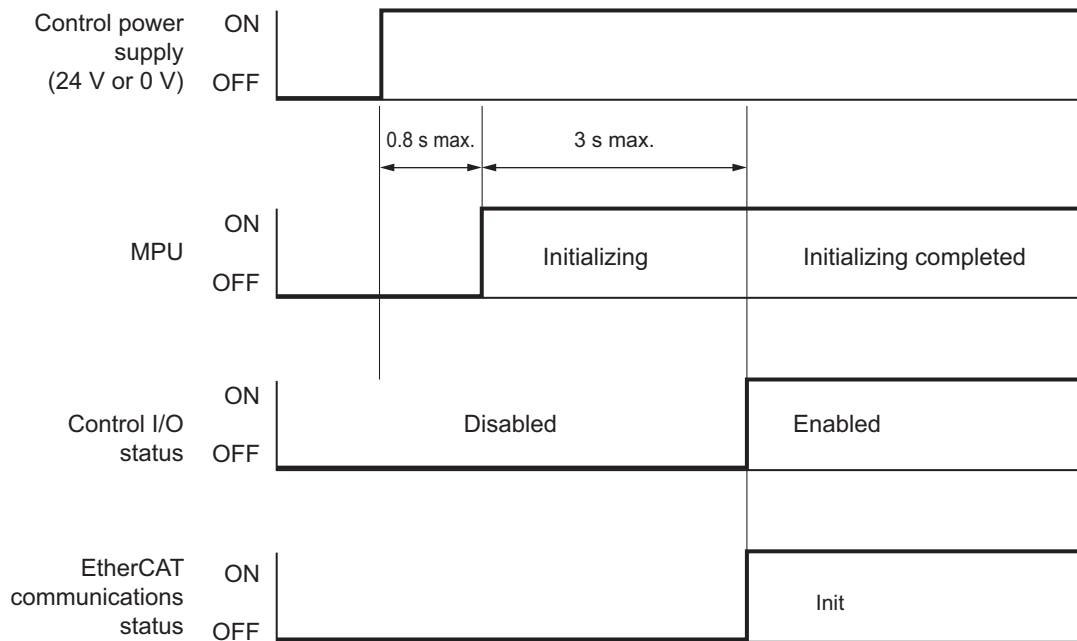 Control power
supply
(24 V or 0 V)
ON
OFF
0.8 s max.
3 s max.
MPU
ON
OFF
Initializing
Initializing completed
Control I/O
status
ON
OFF
Disabled
Enabled
EtherCAT
communications
status
ON
OFF
Init